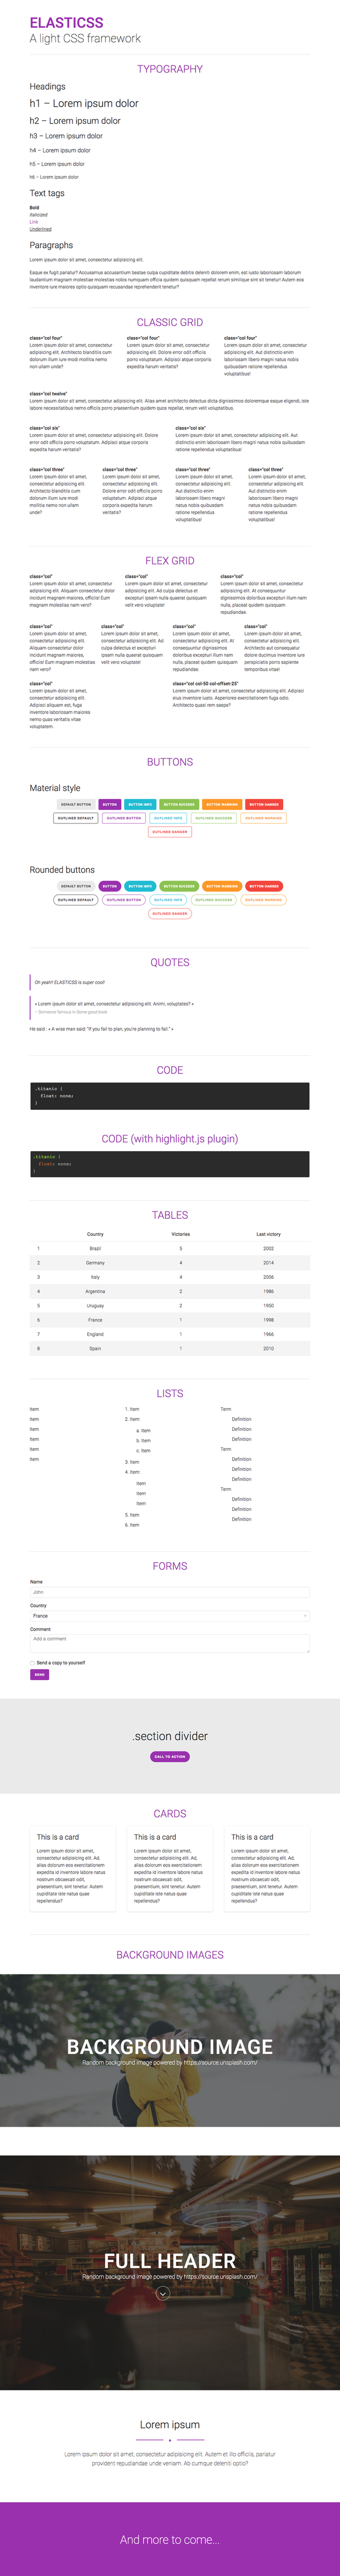 ELASTICSS
A light CSS framework
TYPOGRAPHY
Headings
h1 – Lorem ipsum dolor
h2 – Lorem ipsum dolor
h3 – Lorem ipsum dolor
h4 – Lorem ipsum dolor
h5 – Lorem ipsum dolor
h6 – Lorem ipsum dolor
Text tags
Bold
Italicized
Link
Underlined
Paragraphs
Lorem ipsum dolor sit amet, consectetur adipisicing elit.
Eaque ex fugit pariatur? Accusamus accusantium beatae culpa cupiditate debitis deleniti dolorem enim, est iusto laboriosam laborum
laudantium magnam molestiae molestias nobis numquam officia quidem quisquam repellat rerum similique sint sit tenetur! Autem eos
inventore iure maiores optio quisquam recusandae reprehenderit tenetur?
CLASSIC GRID
class="col four"
Lorem ipsum dolor sit amet,
consectetur adipisicing elit.
Architecto blanditiis cum
dolorum illum iure modi mollitia nemo
non ullam unde?
class="col four"
Lorem ipsum dolor sit amet,
consectetur adipisicing elit.
Dolore error odit officiis
porro voluptatum. Adipisci atque corporis
expedita harum veritatis?
class="col four"
Lorem ipsum dolor sit amet,
consectetur adipisicing elit.
Aut distinctio enim
laboriosam libero magni natus nobis
quibusdam ratione repellendus
voluptatibus!
class="col twelve"
Lorem ipsum dolor sit amet, consectetur adipisicing elit. Alias amet architecto delectus dicta dignissimos doloremque eaque eligendi, iste
labore necessitatibus nemo officiis porro praesentium quidem quos repellat, rerum velit voluptatibus.
class="col six"
Lorem ipsum dolor sit amet, consectetur adipisicing elit. Dolore
error odit officiis porro voluptatum. Adipisci atque corporis
expedita harum veritatis?
class="col six"
Lorem ipsum dolor sit amet, consectetur adipisicing elit. Aut
distinctio enim laboriosam libero magni natus nobis quibusdam
ratione repellendus voluptatibus!
class="col three"
Lorem ipsum dolor sit amet,
consectetur adipisicing elit.
Architecto blanditiis cum
dolorum illum iure modi
mollitia nemo non ullam
unde?
class="col three"
Lorem ipsum dolor sit amet,
consectetur adipisicing elit.
Dolore error odit officiis porro
voluptatum. Adipisci atque
corporis expedita harum
veritatis?
class="col three"
Lorem ipsum dolor sit amet,
consectetur adipisicing elit.
Aut distinctio enim
laboriosam libero magni
natus nobis quibusdam
ratione repellendus
voluptatibus!
class="col three"
Lorem ipsum dolor sit amet,
consectetur adipisicing elit.
Aut distinctio enim
laboriosam libero magni
natus nobis quibusdam
ratione repellendus
voluptatibus!
FLEX GRID
class="col"
Lorem ipsum dolor sit amet, consectetur
adipisicing elit. Aliquam consectetur dolor
incidunt magnam maiores, officia! Eum
magnam molestias nam vero?
class="col"
Lorem ipsum dolor sit amet, consectetur
adipisicing elit. Ad culpa delectus et
excepturi ipsam nulla quaerat quisquam
velit vero voluptate!
class="col"
Lorem ipsum dolor sit amet, consectetur
adipisicing elit. At consequuntur
dignissimos doloribus excepturi illum nam
nulla, placeat quidem quisquam
repudiandae.
class="col"
Lorem ipsum dolor sit amet,
consectetur adipisicing elit.
Aliquam consectetur dolor
incidunt magnam maiores,
officia! Eum magnam molestias
nam vero?
class="col"
Lorem ipsum dolor sit amet,
consectetur adipisicing elit. Ad
culpa delectus et excepturi
ipsam nulla quaerat quisquam
velit vero voluptate!
class="col"
Lorem ipsum dolor sit amet,
consectetur adipisicing elit. At
consequuntur dignissimos
doloribus excepturi illum nam
nulla, placeat quidem quisquam
repudiandae.
class="col"
Lorem ipsum dolor sit amet,
consectetur adipisicing elit.
Architecto aut consequatur
dolore ducimus inventore iure
perspiciatis porro sapiente
temporibus vitae!
class="col"
Lorem ipsum dolor sit amet,
consectetur adipisicing elit.
Adipisci aliquam est, fuga
inventore laboriosam maiores
nemo quas veritatis vitae
voluptatem
class="col col-50 col-offset-25"
Lorem ipsum dolor sit amet, consectetur adipisicing elit. Adipisci
eius inventore iusto. Asperiores exercitationem fuga odio.
Architecto quasi rem saepe?
BUTTONS
Material style
DEFAULT BUTTON
BUTTON
BUTTON INFO
BUTTON SUCCESS
BUTTON WARNING
BUTTON DANGER
OUTLINED DEFAULT
OUTLINED BUTTON
OUTLINED INFO
OUTLINED SUCCESS
OUTLINED WARNING
OUTLINED DANGER
Rounded buttons
DEFAULT BUTTON
BUTTON
BUTTON INFO
BUTTON SUCCESS
BUTTON WARNING
BUTTON DANGER
OUTLINED DEFAULT
OUTLINED BUTTON
OUTLINED INFO
OUTLINED SUCCESS
OUTLINED WARNING
OUTLINED DANGER
QUOTES
Oh yeah!! ELASTICSS is super cool!
« Lorem ipsum dolor sit amet, consectetur adipisicing elit. Animi, voluptates? »
– Someone famous in Some good book
He said : « A wise man said: "If you fail to plan, you're planning to fail." »
CODE
.titanic {
float: none;
}
CODE (with highlight.js plugin)
.titanic {
float: none;
}
TABLES
Country Victories Last victory
1 Brazil 5 2002
2 Germany 4 2014
3 Italy 4 2006
4 Argentina 2 1986
5 Uruguay 2 1950
6 France 1 1998
7 England 1 1966
8 Spain 1 2010
LISTS
Item
Item
Item
Item
Item
Item
1. Item
2. Item
a. Item
b. Item
c. Item
3. Item
4. Item
Item
Item
Item
5. Item
6. Item
Term
Definition
Definition
Definition
Term
Definition
Definition
Definition
Term
Definition
Definition
Definition
FORMS
Name
John
Country
France
Comment
Add a comment
Send a copy to yourself
SEND
.section divider
CALL TO ACTION
CARDS
This is a card
Lorem ipsum dolor sit amet,
consectetur adipisicing elit. Ad,
alias dolorum eos exercitationem
expedita id inventore labore natus
nostrum obcaecati odit,
praesentium, sint tenetur. Autem
cupiditate iste natus quae
repellendus?
This is a card
Lorem ipsum dolor sit amet,
consectetur adipisicing elit. Ad,
alias dolorum eos exercitationem
expedita id inventore labore natus
nostrum obcaecati odit,
praesentium, sint tenetur. Autem
cupiditate iste natus quae
repellendus?
This is a card
Lorem ipsum dolor sit amet,
consectetur adipisicing elit. Ad,
alias dolorum eos exercitationem
expedita id inventore labore natus
nostrum obcaecati odit,
praesentium, sint tenetur. Autem
cupiditate iste natus quae
repellendus?
BACKGROUND IMAGES
BACKGROUND IMAGE
Random background image powered by https://source.unsplash.com/
FULL HEADER
Random background image powered by https://source.unsplash.com/
Lorem ipsum
Lorem ipsum dolor sit amet, consectetur adipisicing elit. Autem et illo officiis, pariatur
provident repudiandae unde veniam. Ab cumque deleniti optio?
And more to come...